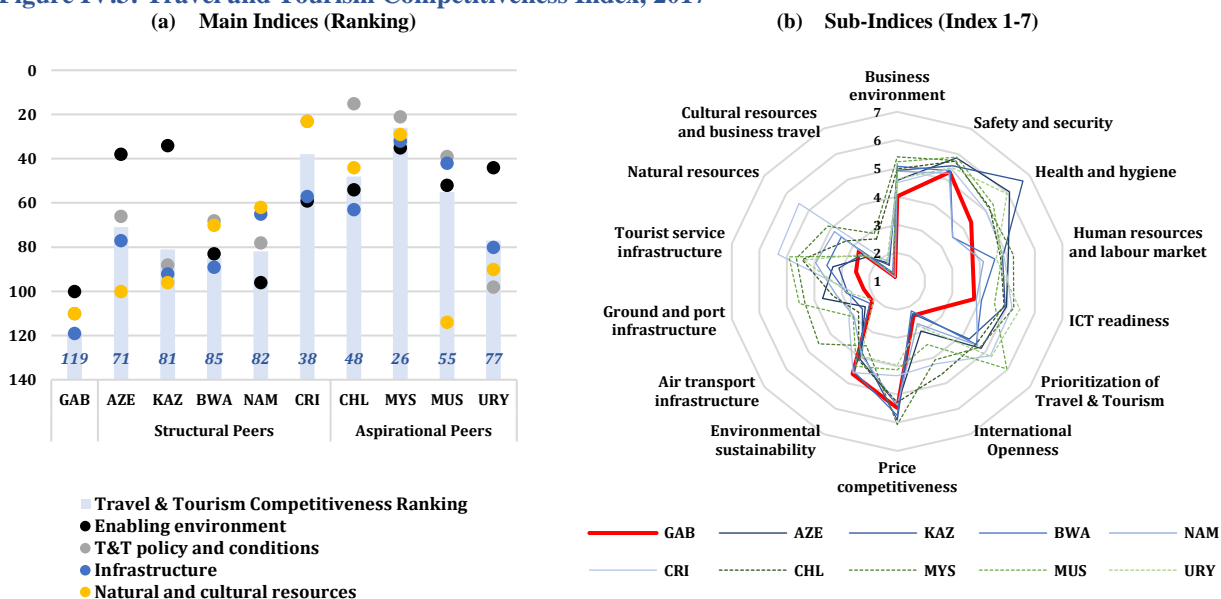 Figure IV.3: Travel and Tourism Competitiveness Index, 2017
(a) Main Indices (Ranking)
0
20
40
60
80
100
120
140
119 71 81 85 82 38 48 26 55 77
GAB AZE KAZ BWA NAM CRI CHL MYS MUS URY
Structural Peers Aspirational Peers
Travel & Tourism Competitiveness Ranking
Enabling environment
T&T policy and conditions
Infrastructure
Natural and cultural resources
(b) Sub-Indices (Index 1-7)
Business
environment
Safety and security
Health and hygiene
Human resources
and labour market
ICT readiness
Prioritization of
Travel & Tourism
International
Openness
Price
competitiveness
Environmental
sustainability
Air transport
infrastructure
Ground and port
infrastructure
Tourist service
infrastructure
Natural resources
Cultural resources
and business travel
7
6
5
4
3
2
1
GAB AZE KAZ BWA NAM
CRI CHL MYS MUS URY